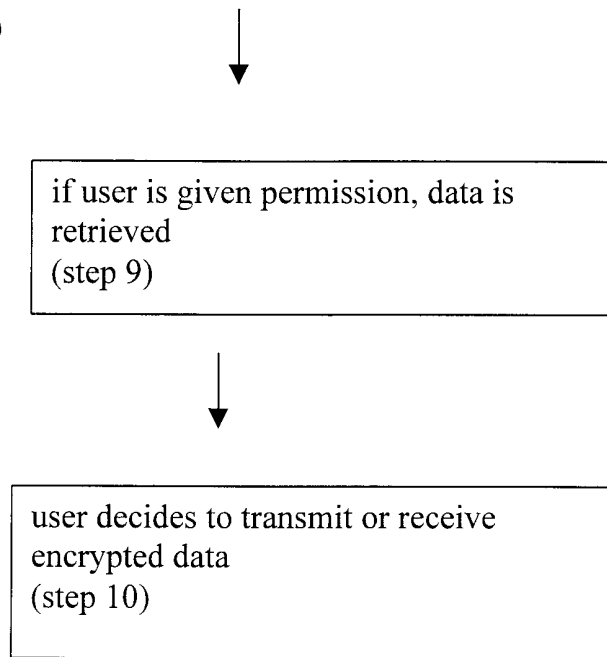 if user is given permission, data is
retrieved
(step 9)
user decides to transmit or receive
encrypted data
(step 10)